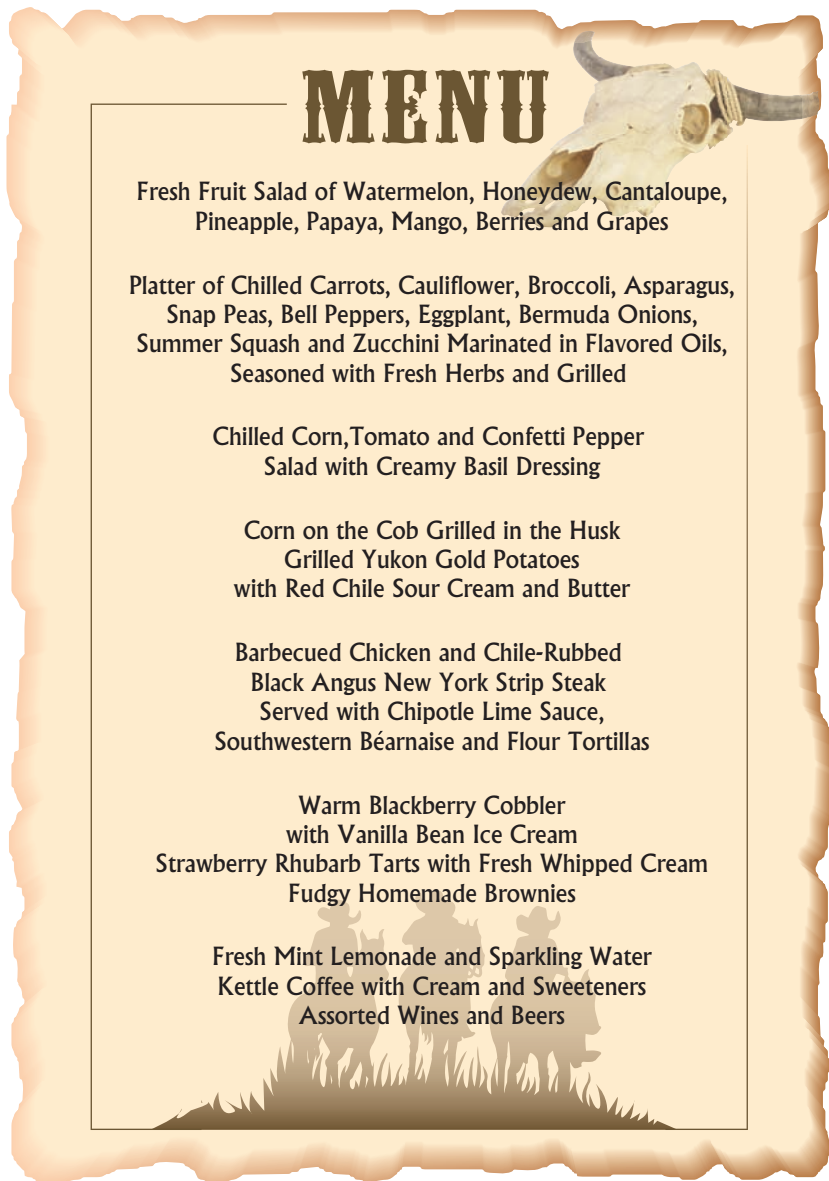 MENU
Fresh Fruit Salad of Watermelon, Honeydew, Cantaloupe,
Pineapple, Papaya, Mango, Berries and Grapes
Platter of Chilled Carrots, Cauliflower, Broccoli, Asparagus,
Snap Peas, Bell Peppers, Eggplant, Bermuda Onions,
Summer Squash and Zucchini Marinated in Flavored Oils,
Seasoned with Fresh Herbs and Grilled
Chilled Corn,Tomato and Confetti Pepper
Salad with Creamy Basil Dressing
Corn on the Cob Grilled in the Husk
Grilled Yukon Gold Potatoes
with Red Chile Sour Cream and Butter
Barbecued Chicken and Chile-Rubbed
Black Angus New York Strip Steak
Served with Chipotle Lime Sauce,
Southwestern Béarnaise and Flour Tortillas
Warm Blackberry Cobbler
with Vanilla Bean Ice Cream
Strawberry Rhubarb Tarts with Fresh Whipped Cream
Fudgy Homemade Brownies
Fresh Mint Lemonade and Sparkling Water
Kettle Coffee with Cream and Sweeteners
Assorted Wines and Beers